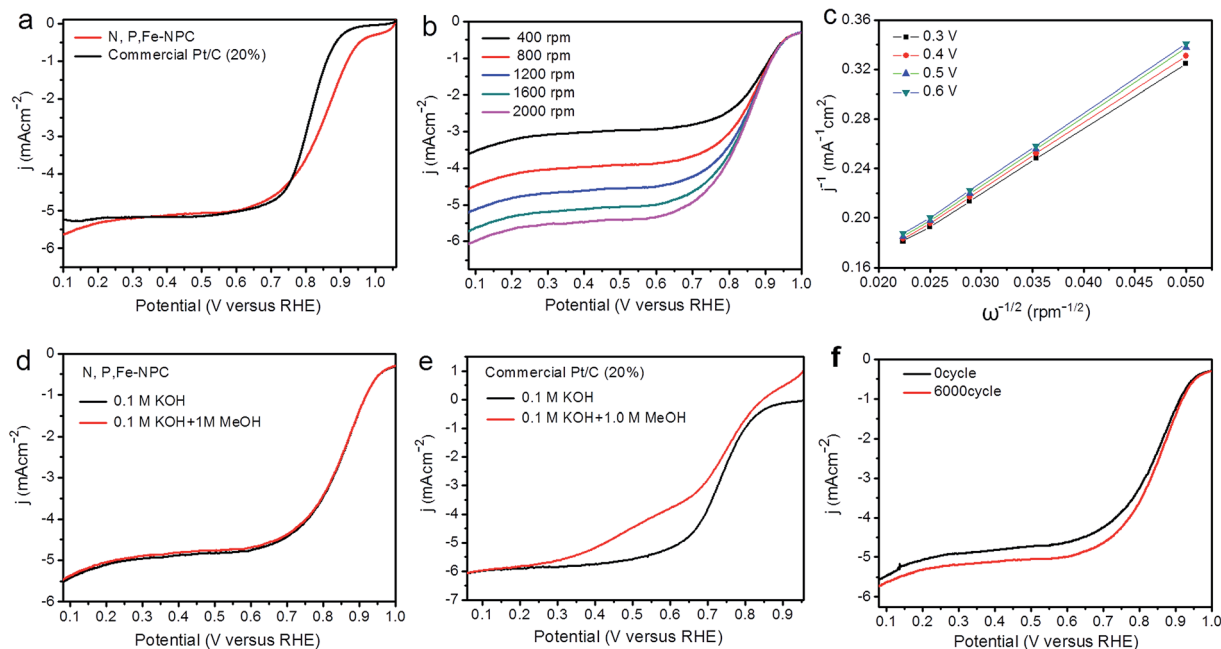 a
N, P,Fe-NPC
Commercial Pt/C (20%)
j (mAcm⁻²)
0
-1
-2
-3
-4
-5
-6
0.1 0.2 0.3 0.4 0.5 0.6 0.7 0.8 0.9 1.0
Potential (V versus RHE)
b
400 rpm
800 rpm
1200 rpm
1600 rpm
2000 rpm
j (mAcm⁻²)
0
-1
-2
-3
-4
-5
-6
0.1 0.2 0.3 0.4 0.5 0.6 0.7 0.8 0.9 1.0
Potential (V versus RHE)
c
0.3 V
0.4 V
0.5 V
0.6 V
j⁻¹ (mA⁻¹cm²)
0.36
0.32
0.28
0.24
0.20
0.16
0.020 0.025 0.030 0.035 0.040 0.045 0.050
ω⁻¹/² (rpm⁻¹/²)
d
N, P,Fe-NPC
0.1 M KOH
0.1 M KOH+1M MeOH
j (mAcm⁻²)
0
-1
-2
-3
-4
-5
-6
0.1 0.2 0.3 0.4 0.5 0.6 0.7 0.8 0.9 1.0
Potential (V versus RHE)
e
Commercial Pt/C (20%)
0.1 M KOH
0.1 M KOH+1.0 M MeOH
j (mAcm⁻²)
1
0
-1
-2
-3
-4
-5
-6
-7
0.1 0.2 0.3 0.4 0.5 0.6 0.7 0.8 0.9
Potential (V versus RHE)
f
0cycle
6000cycle
j (mAcm⁻²)
0
-1
-2
-3
-4
-5
-6
0.1 0.2 0.3 0.4 0.5 0.6 0.7 0.8 0.9 1.0
Potential (V versus RHE)